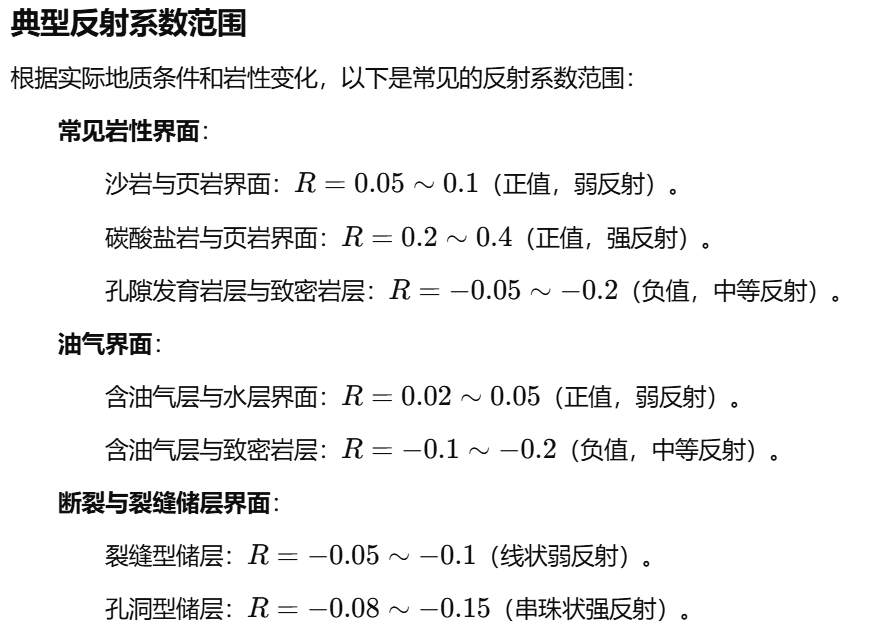 典型反射系数范围
根据实际地质条件和岩性变化，以下是常见的反射系数范围：
常见岩性界面：
沙岩与页岩界面：R = 0.05 ∼ 0.1（正值，弱反射）。
碳酸盐岩与页岩界面：R = 0.2 ∼ 0.4（正值，强反射）。
孔隙发育岩层与致密岩层：R = −0.05 ∼ −0.2（负值，中等反射）。
油气界面：
含油气层与水层界面：R = 0.02 ∼ 0.05（正值，弱反射）。
含油气层与致密岩层：R = −0.1 ∼ −0.2（负值，中等反射）。
断裂与裂缝储层界面：
裂缝型储层：R = −0.05 ∼ −0.1（线状弱反射）。
孔洞型储层：R = −0.08 ∼ −0.15（串珠状强反射）。